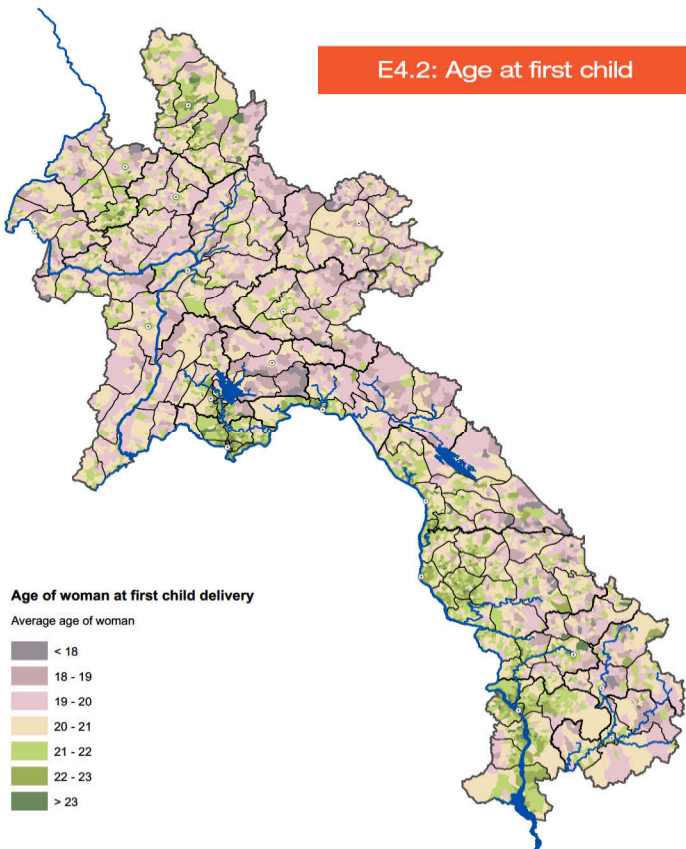 E4.2: Age at first child
Age of woman at first child delivery
Average age of woman
< 18
18 - 19
19 - 20
20 - 21
21 - 22
22 - 23
> 23